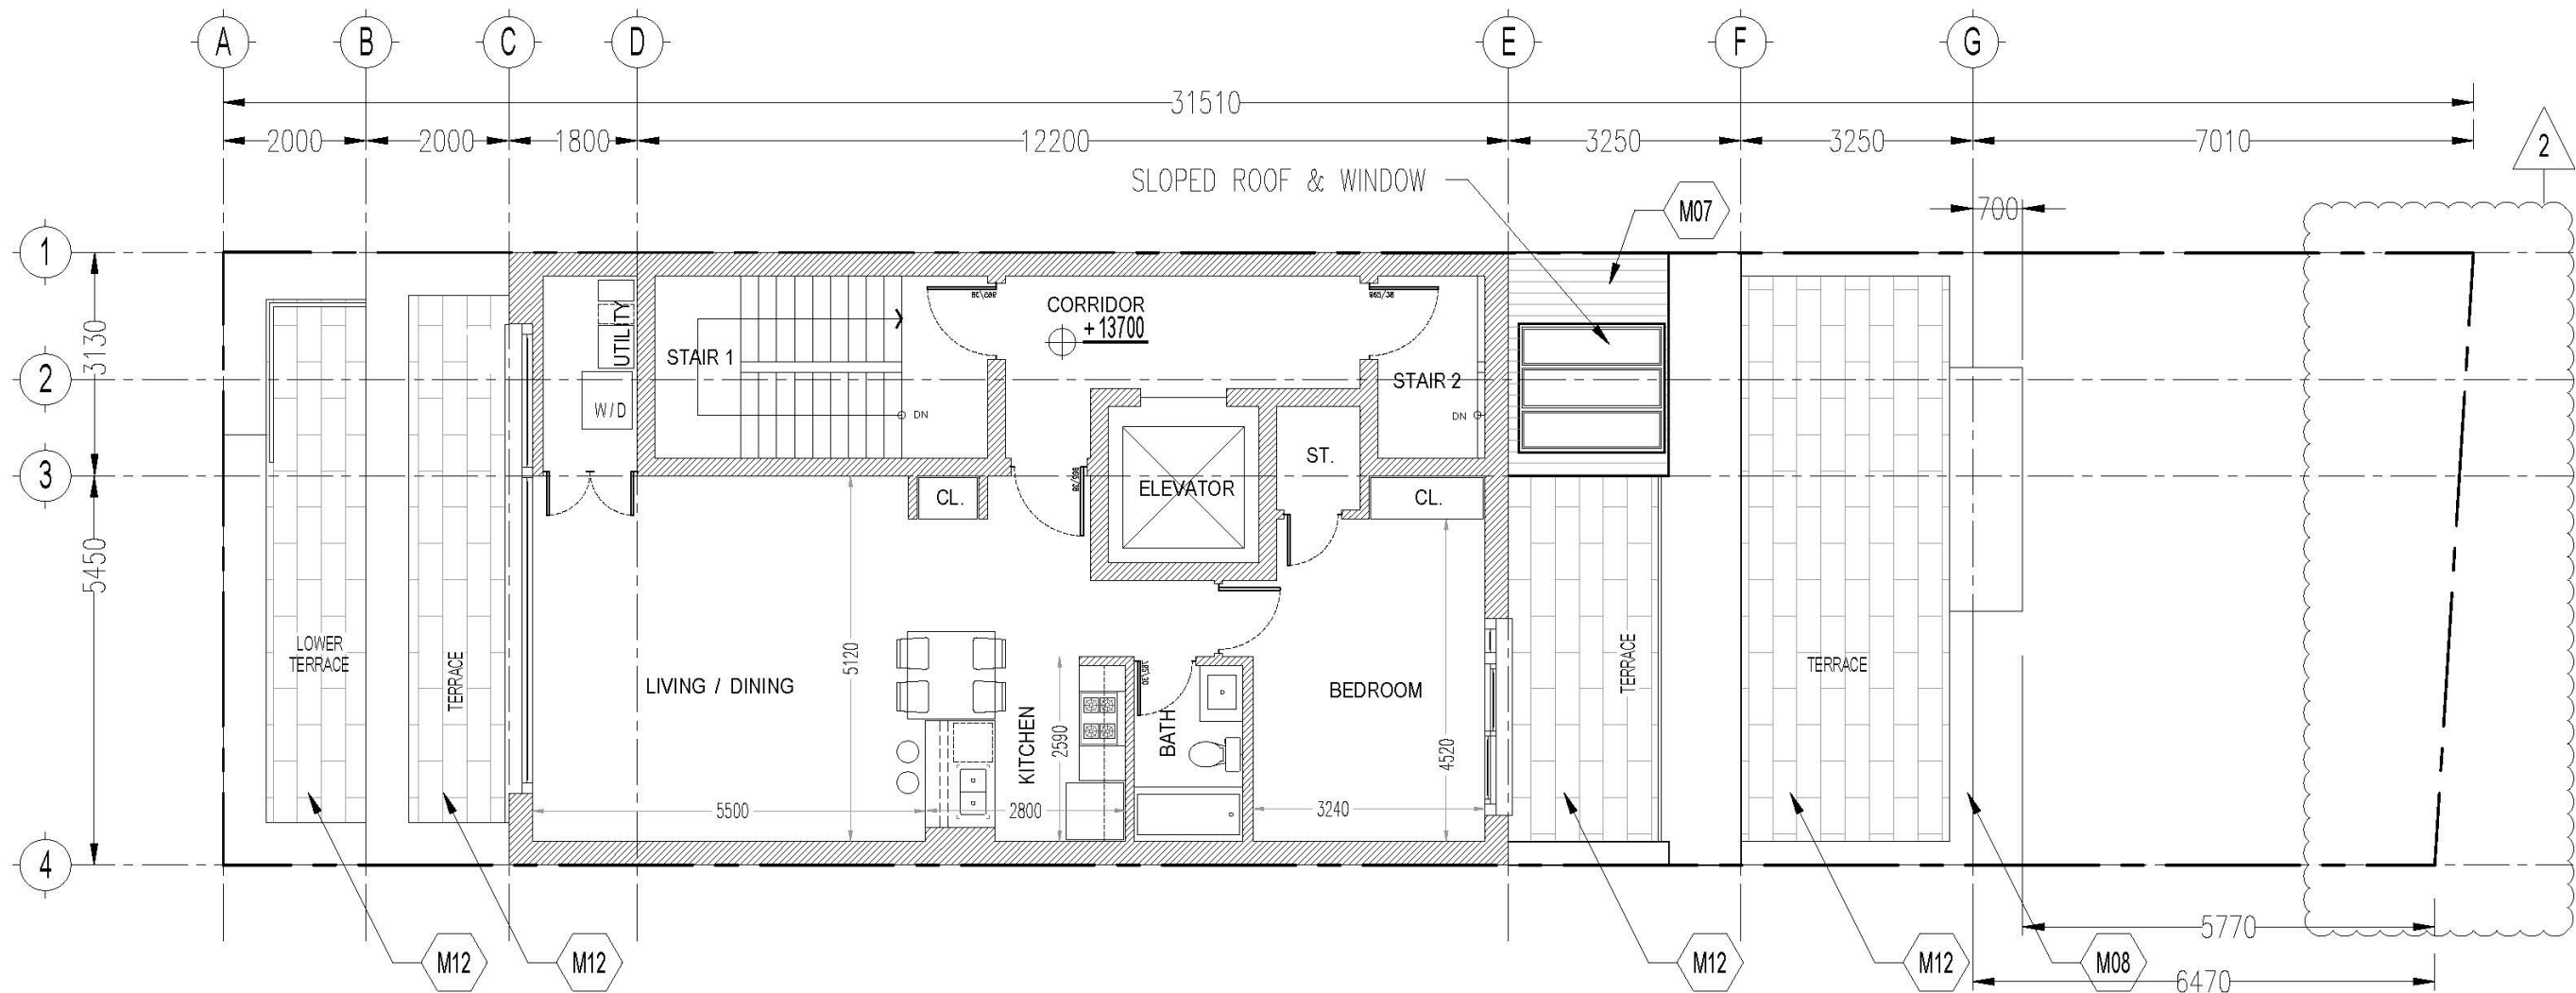 A B C D E F G
31510
2000 2000 1800 12200 3250 3250 7010
2
SLOPED ROOF & WINDOW
M07
700
1
CORRIDOR
+13700
UTILITY
3130
STAIR 1
2
STAIR 2
W/D
DN
DN
ST.
3
CL.
ELEVATOR
CL.
5450
LOWER
TERRACE
TERRACE
LIVING / DINING
5120
KITCHEN
2590
BATH
BEDROOM
4520
TERRACE
TERRACE
5500
2800
3240
4
5770
M12
M12
M12
M12
M08
6470